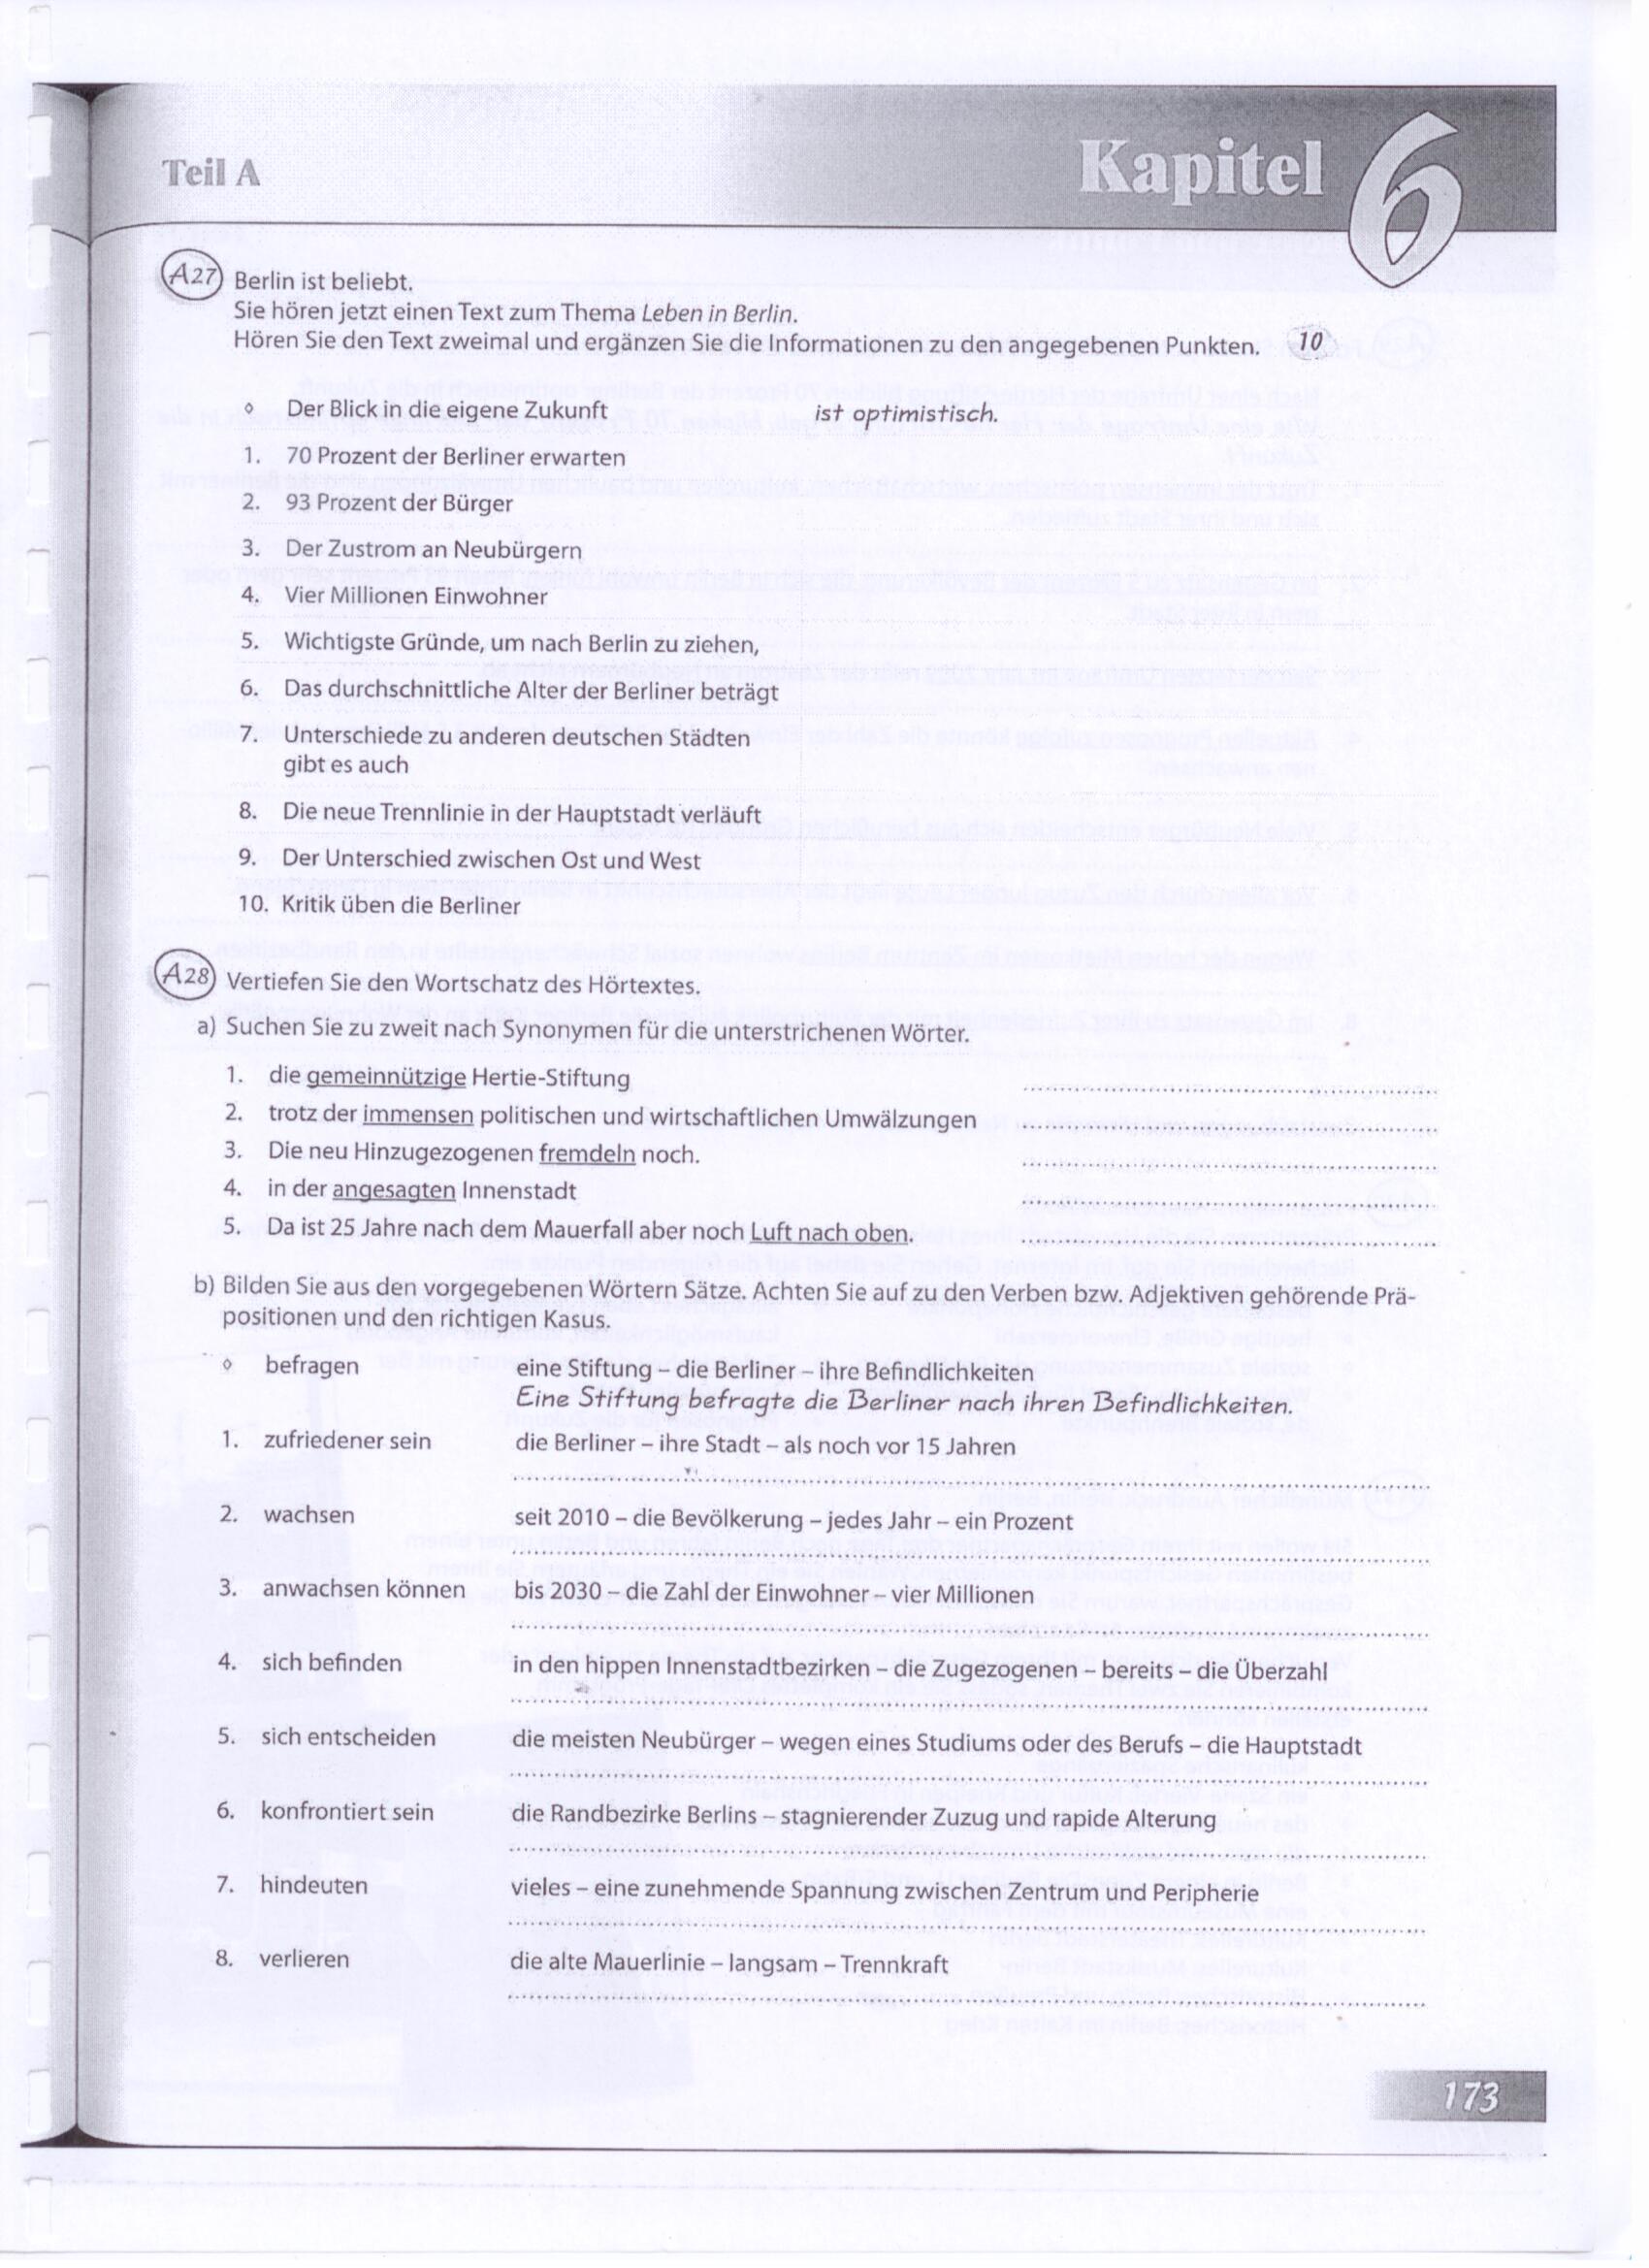 Teil A
Kapitel 6
A27 Berlin ist beliebt.
Sie hören jetzt einen Text zum Thema Leben in Berlin.
Hören Sie den Text zweimal und ergänzen Sie die Informationen zu den angegebenen Punkten. 10
◊ Der Blick in die eigene Zukunft ist optimistisch.
1. 70 Prozent der Berliner erwarten
2. 93 Prozent der Bürger
3. Der Zustrom an Neubürgern
4. Vier Millionen Einwohner
5. Wichtigste Gründe, um nach Berlin zu ziehen,
6. Das durchschnittliche Alter der Berliner beträgt
7. Unterschiede zu anderen deutschen Städten
gibt es auch
8. Die neue Trennlinie in der Hauptstadt verläuft
9. Der Unterschied zwischen Ost und West
10. Kritik üben die Berliner
A28 Vertiefen Sie den Wortschatz des Hörtextes.
a) Suchen Sie zu zweit nach Synonymen für die unterstrichenen Wörter.
1. die gemeinnützige Hertie-Stiftung
2. trotz der immensen politischen und wirtschaftlichen Umwälzungen
3. Die neu Hinzugezogenen fremdeln noch.
4. in der angesagten Innenstadt
5. Da ist 25 Jahre nach dem Mauerfall aber noch Luft nach oben.
b) Bilden Sie aus den vorgegebenen Wörtern Sätze. Achten Sie auf zu den Verben bzw. Adjektiven gehörende Prä-
positionen und den richtigen Kasus.
◊ befragen eine Stiftung – die Berliner – ihre Befindlichkeiten
Eine Stiftung befragte die Berliner nach ihren Befindlichkeiten.
1. zufriedener sein die Berliner – ihre Stadt – als noch vor 15 Jahren
2. wachsen seit 2010 – die Bevölkerung – jedes Jahr – ein Prozent
3. anwachsen können bis 2030 – die Zahl der Einwohner – vier Millionen
4. sich befinden in den hippen Innenstadtbezirken – die Zugezogenen – bereits – die Überzahl
5. sich entscheiden die meisten Neubürger – wegen eines Studiums oder des Berufs – die Hauptstadt
6. konfrontiert sein die Randbezirke Berlins – stagnierender Zuzug und rapide Alterung
7. hindeuten vieles – eine zunehmende Spannung zwischen Zentrum und Peripherie
8. verlieren die alte Mauerlinie – langsam – Trennkraft
173